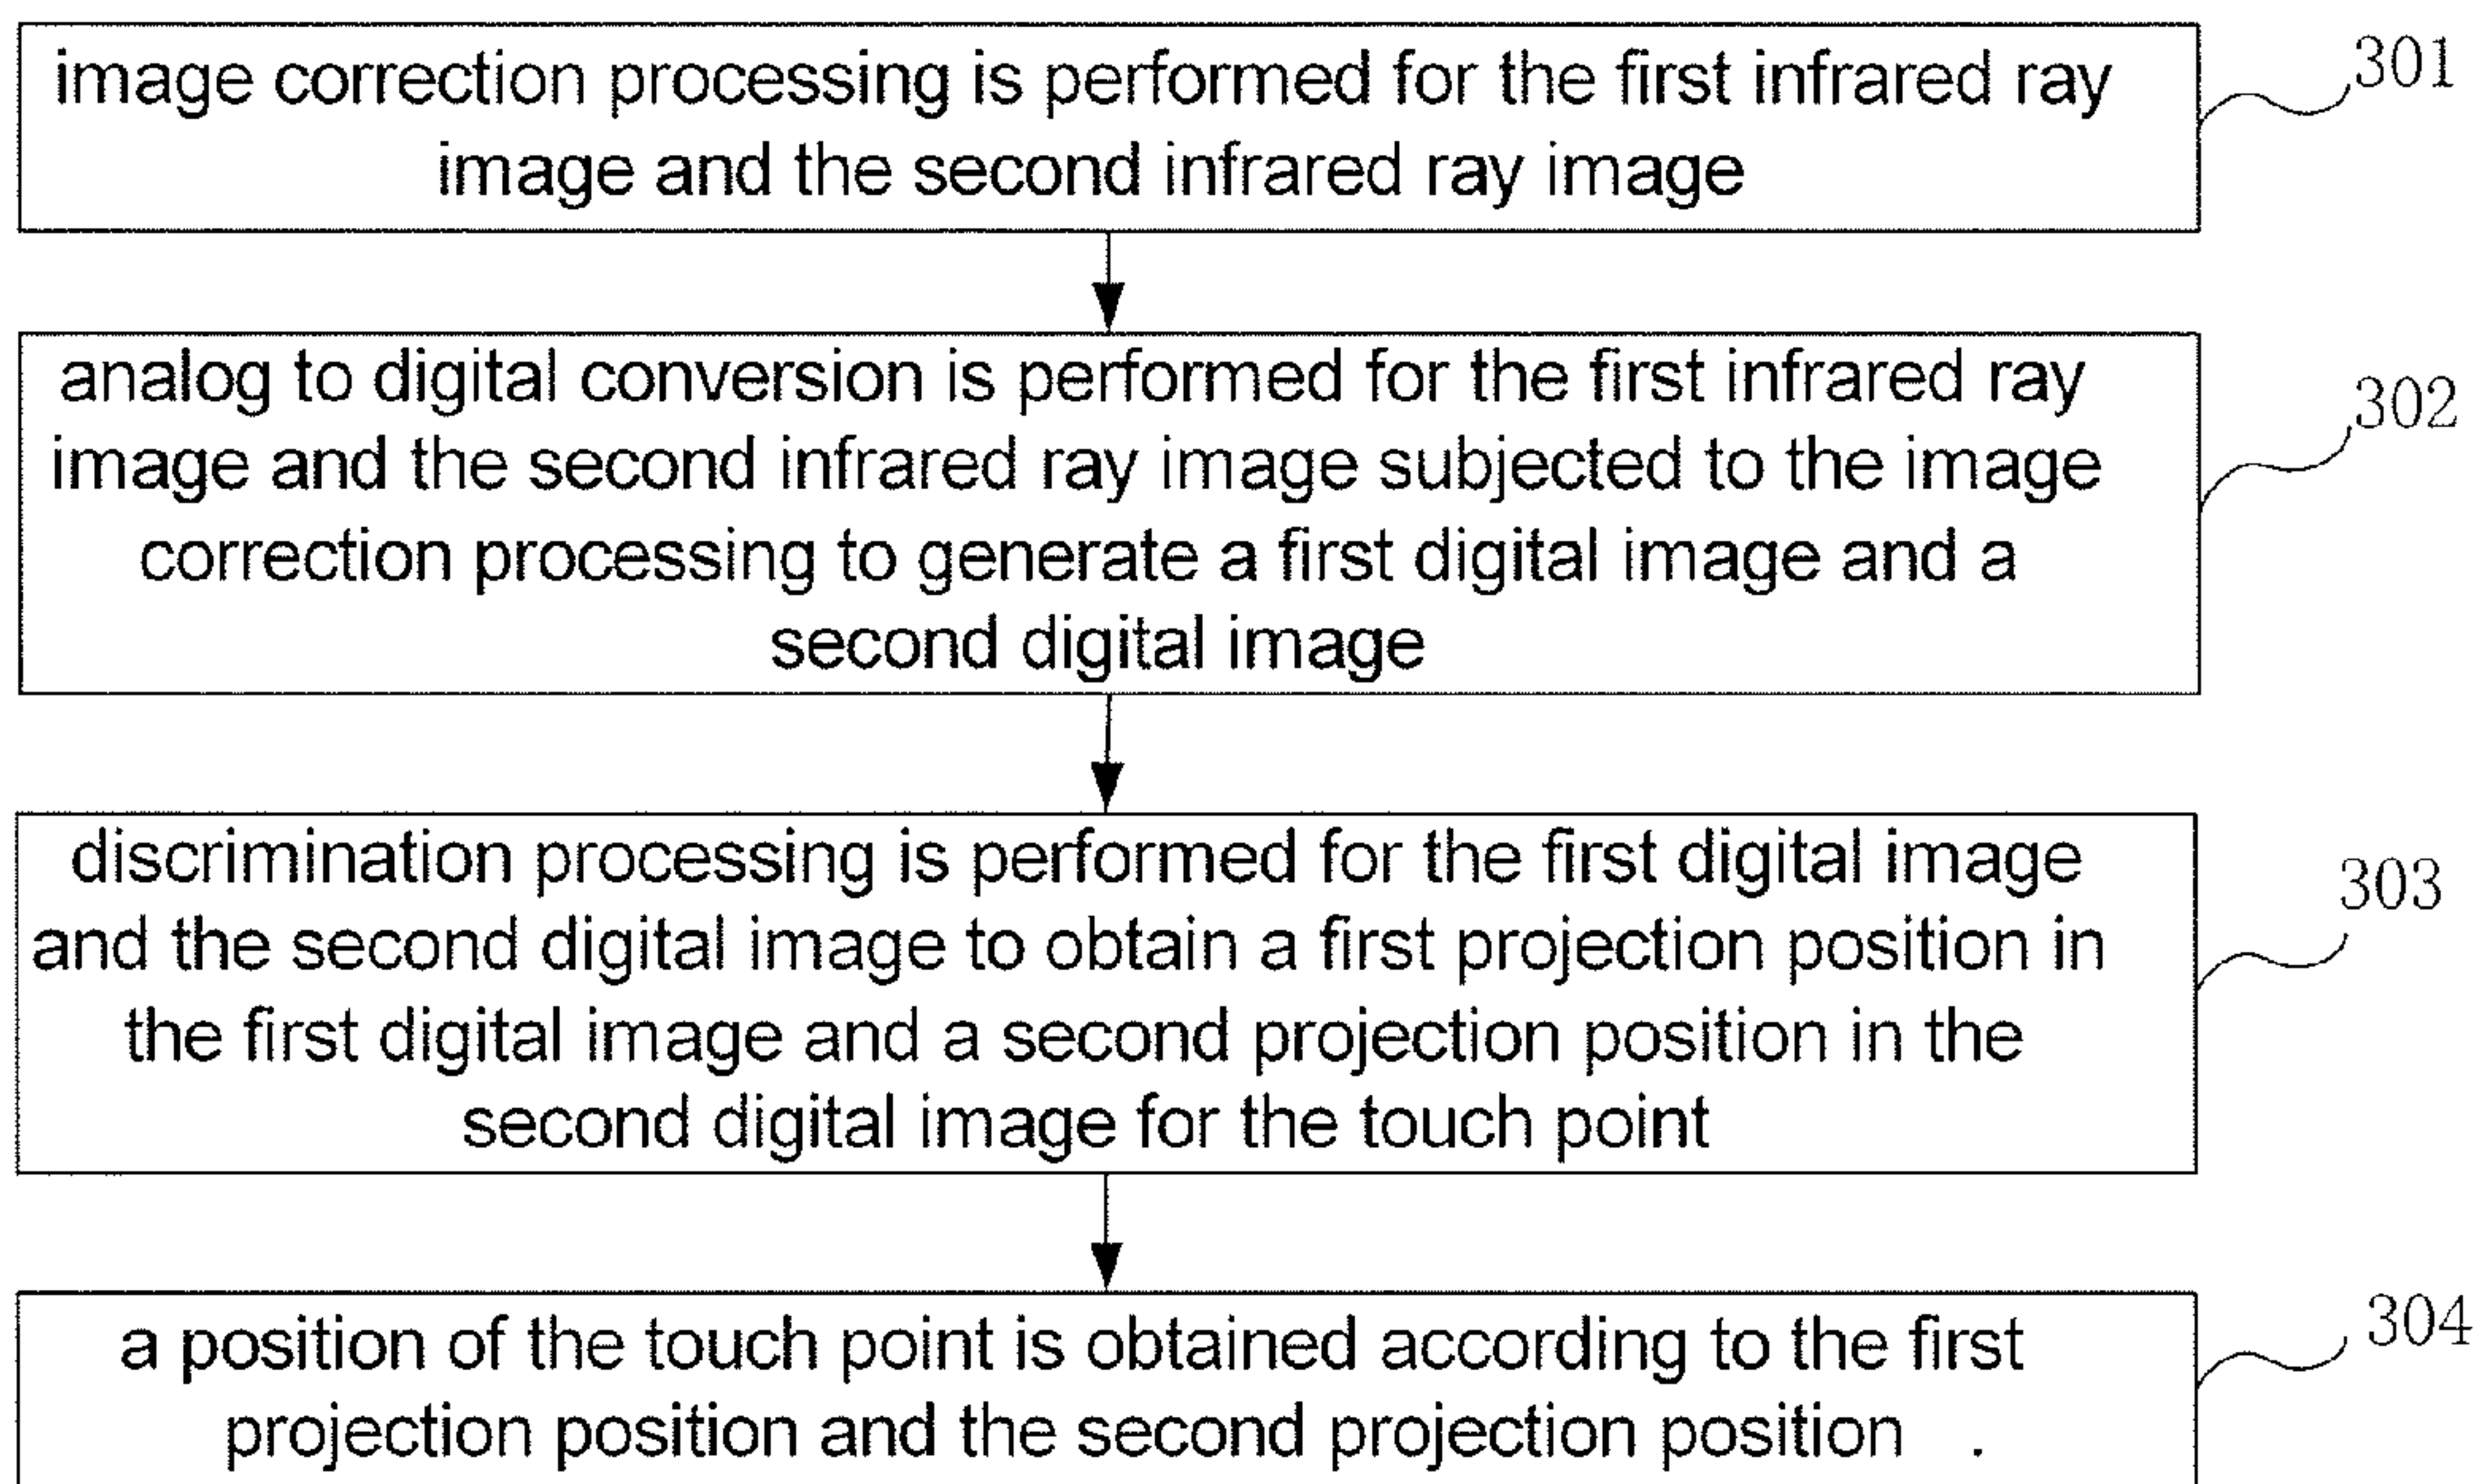 image correction processing is performed for the first infrared ray
image and the second infrared ray image
301
analog to digital conversion is performed for the first infrared ray
image and the second infrared ray image subjected to the image
correction processing to generate a first digital image and a
second digital image
302
discrimination processing is performed for the first digital image
and the second digital image to obtain a first projection position in
the first digital image and a second projection position in the
second digital image for the touch point
303
a position of the touch point is obtained according to the first
projection position and the second projection position .
304